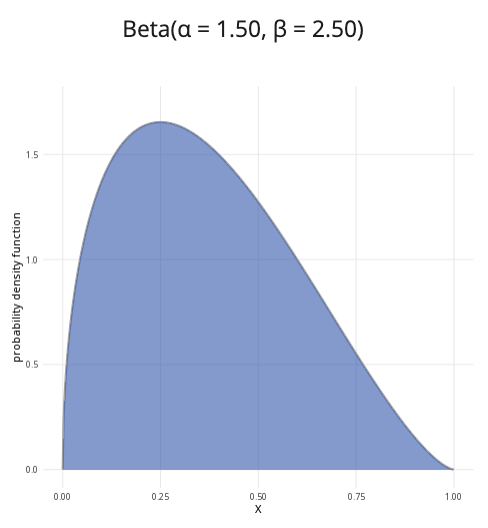 Beta(α = 1.50, β = 2.50)
probability density function
1.5
1.0
0.5
0.0
0.00 0.25 0.50 0.75 1.00
X